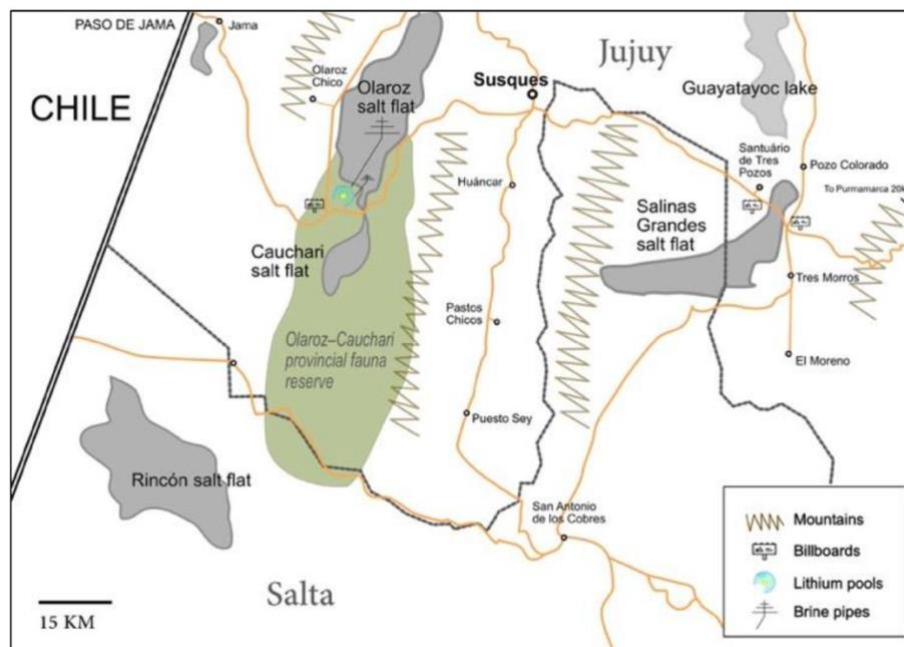 PASO DE JAMA
Jama
CHILE
Olaroz
Chico
Olaroz
salt flat
Susques
Jujuy
Guayatayoc lake
Santuário
de Tres
Pozos
Pozo Colorado
To Purmamarca 20k
Huáncar
Salinas
Grandes
salt flat
Cauchari
salt flat
Tres Morros
Pastos
Chicos
El Moreno
Olaroz–Cauchari
provincial fauna
reserve
Puesto Sey
Rincón salt flat
San Antonio
de los Cobres
Salta
15 KM
Mountains
Billboards
Lithium pools
Brine pipes